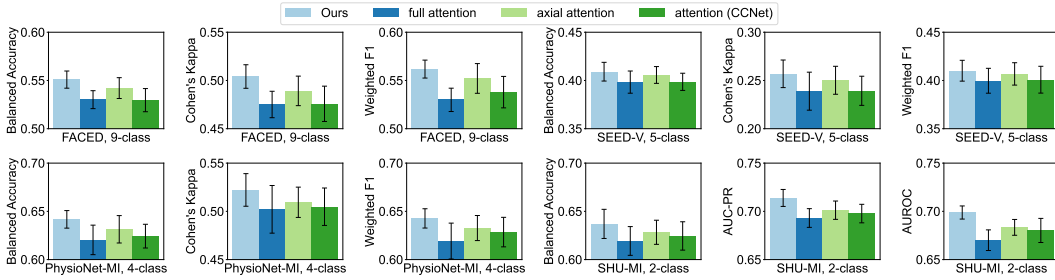 Ours full attention axial attention attention (CCNet)
Balanced Accuracy
0.60
0.55
0.50
FACED, 9-class
Cohen's Kappa
0.55
0.50
0.45
FACED, 9-class
Weighted F1
0.60
0.55
0.50
FACED, 9-class
Balanced Accuracy
0.45
0.40
0.35
SEED-V, 5-class
Cohen's Kappa
0.30
0.25
0.20
SEED-V, 5-class
Weighted F1
0.45
0.40
0.35
SEED-V, 5-class
Balanced Accuracy
0.70
0.65
0.60
PhysioNet-MI, 4-class
Cohen's Kappa
0.55
0.50
0.45
PhysioNet-MI, 4-class
Weighted F1
0.70
0.65
0.60
PhysioNet-MI, 4-class
Balanced Accuracy
0.70
0.65
0.60
SHU-MI, 2-class
AUC-PR
0.75
0.70
0.65
SHU-MI, 2-class
AUROC
0.75
0.70
0.65
SHU-MI, 2-class